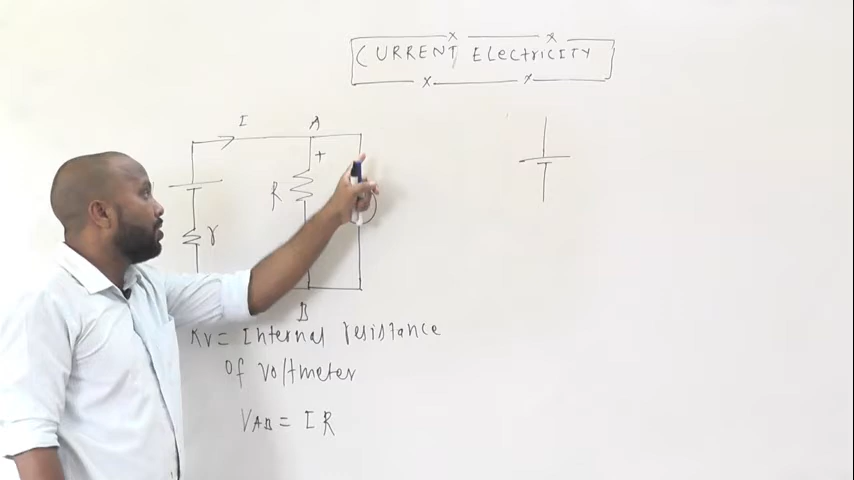 CURRENT ELECTRICITY
I A
+
R
r
B
RV = Internal resistance
of voltmeter
VAB = IR